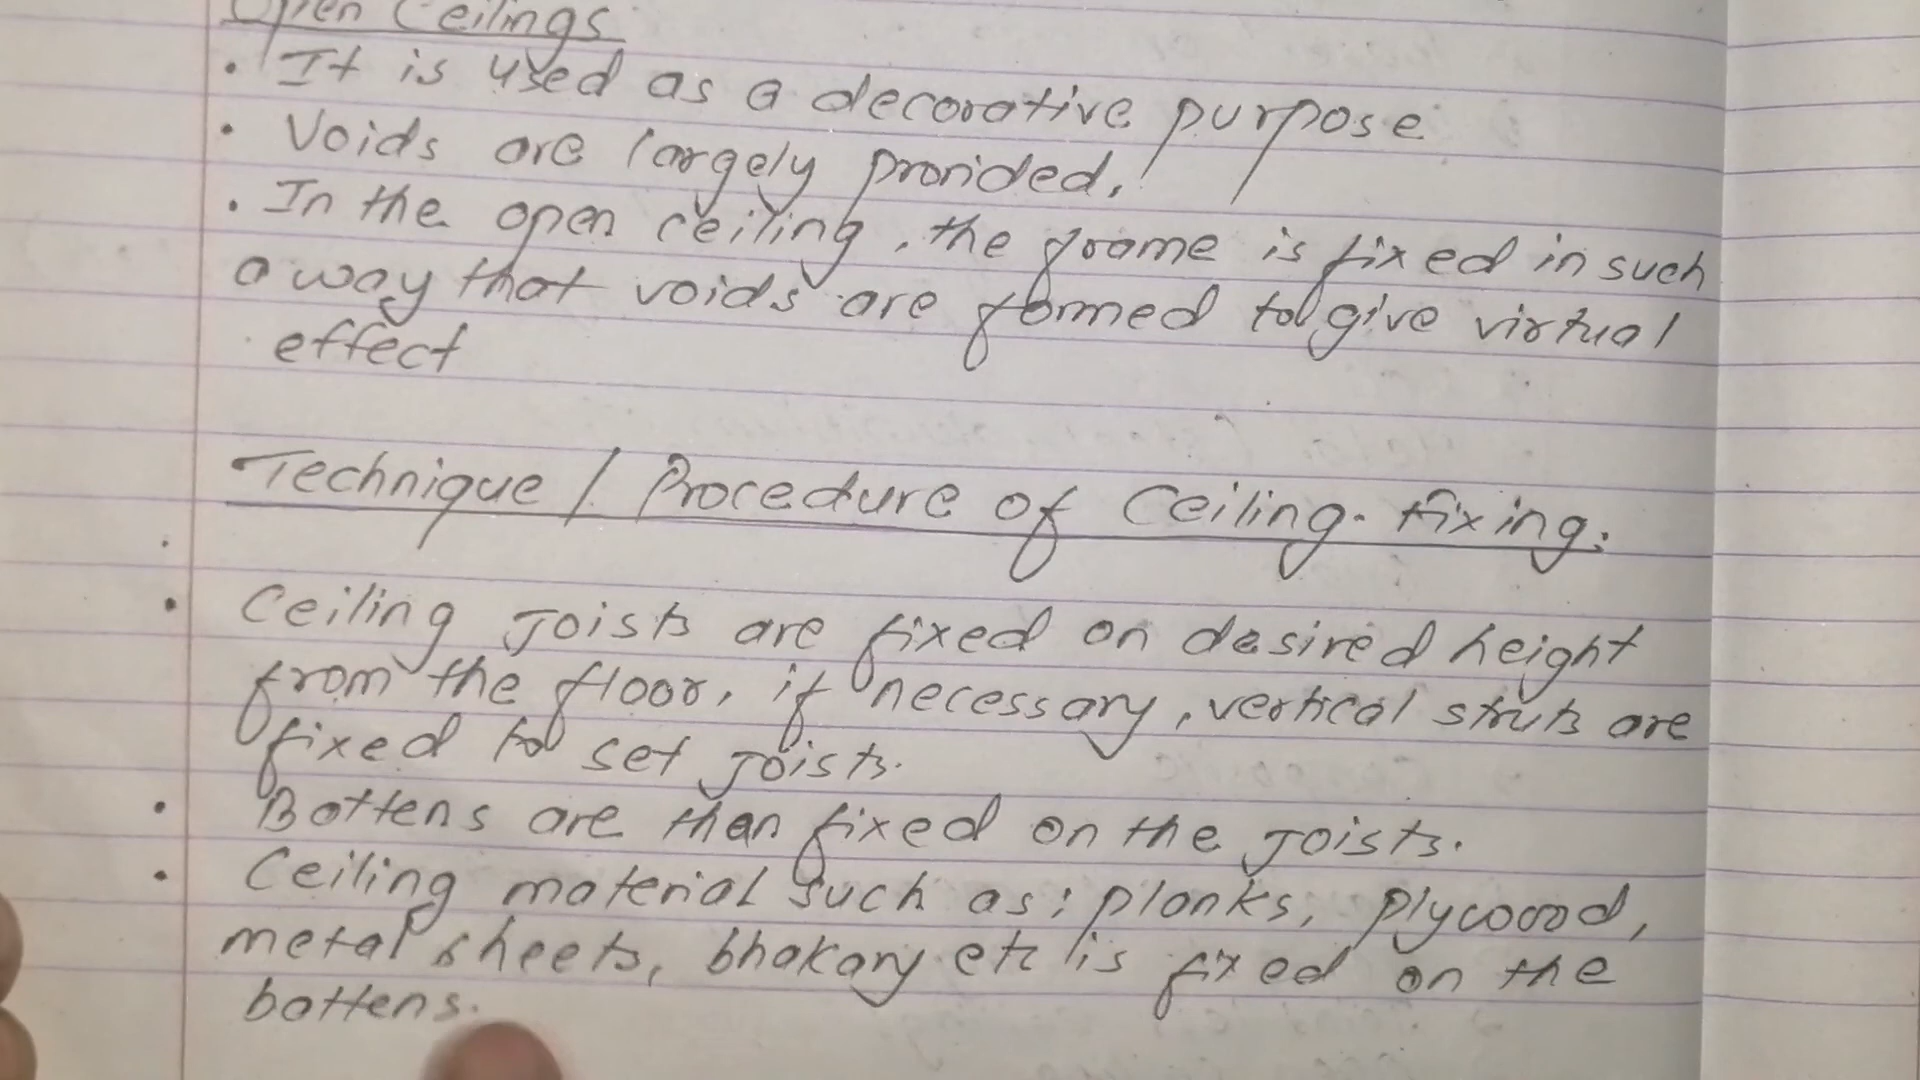 Open Ceilings
• It is used as a decorative purpose
• Voids are largely provided.
• In the open ceiling, the frame is fixed in such
a way that voids are formed to give virtual
effect
Technique / Procedure of Ceiling-fixing:
• Ceiling Joists are fixed on desired height
from the floor, if necessary, vertical struts are
fixed to set joists.
• Battens are then fixed on the Joists.
• Ceiling material such as: planks, plywood,
metal sheets, bhakary etc is fixed on the
battens.